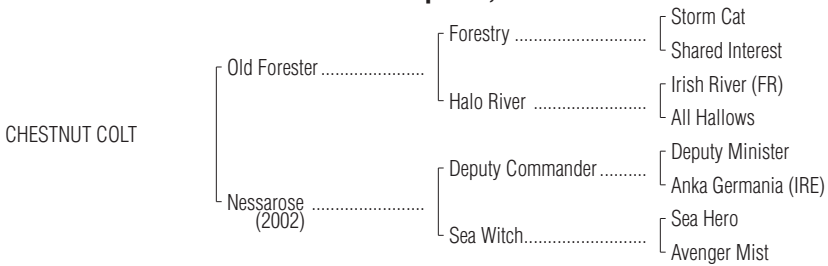 Storm Cat
Forestry ........................
Shared Interest
Old Forester ......................
Irish River (FR)
Halo River ........................
All Hallows
CHESTNUT COLT
Deputy Minister
Deputy Commander ..........
Anka Germania (IRE)
Nessarose ........................
(2002)
Sea Hero
Sea Witch..........................
Avenger Mist